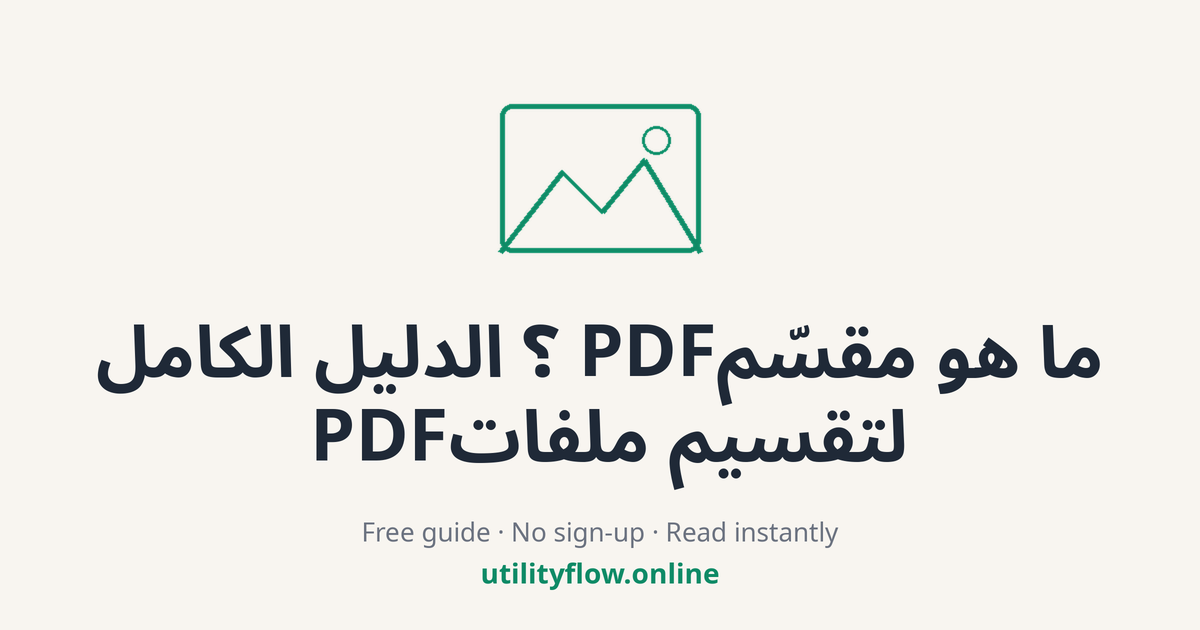 ما هو مقسّمPDF ؟ الدليل الكامل
لتقسيم ملفاتPDF
Free guide · No sign-up · Read instantly
utilityflow.online